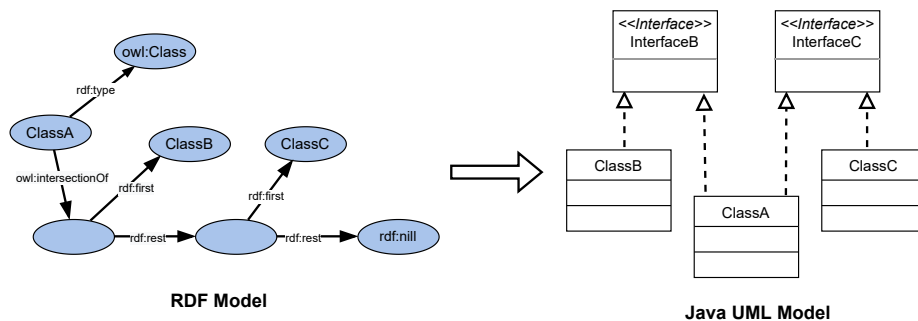 owl:Class
rdf:type
ClassA
ClassB
ClassC
owl:intersectionOf
rdf:first
rdf:first
rdf:rest
rdf:rest
rdf:nill
RDF Model
<<Interface>>
InterfaceB
<<Interface>>
InterfaceC
ClassB
ClassC
ClassA
Java UML Model